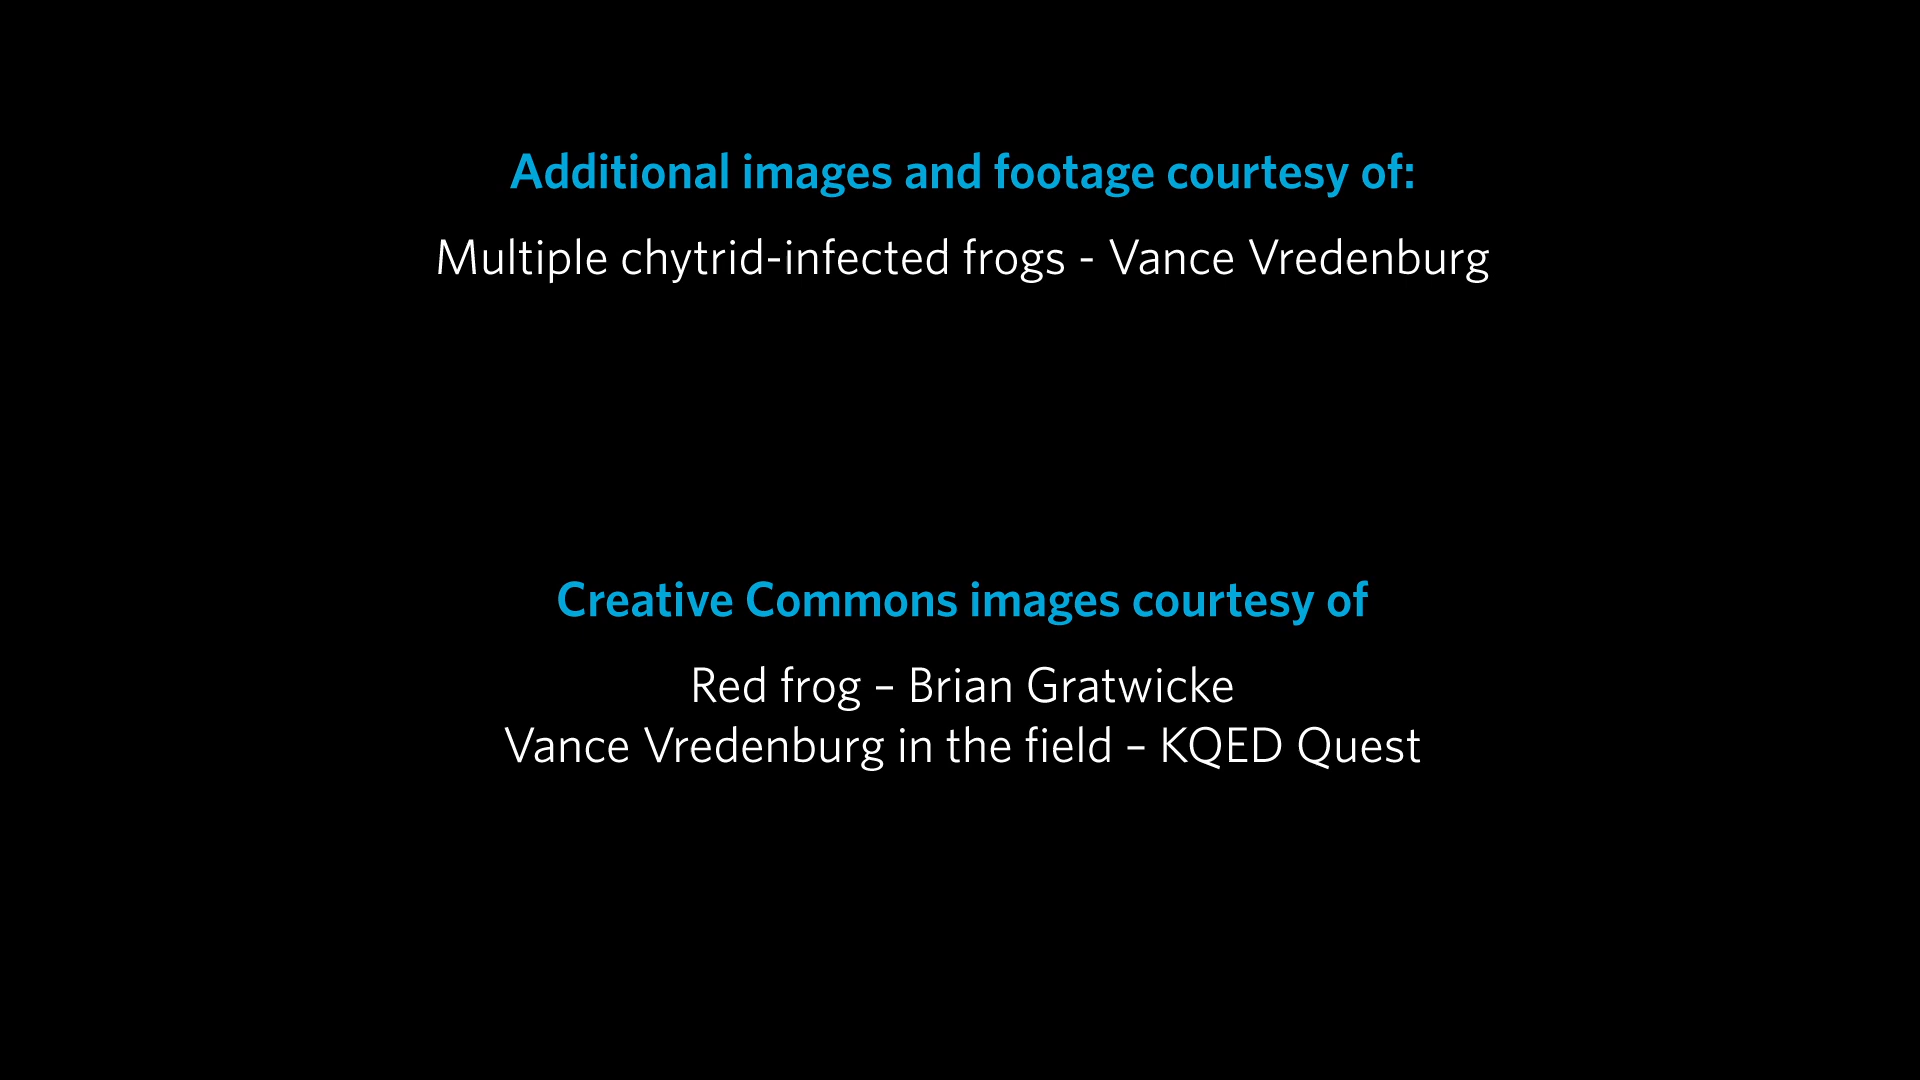 Additional images and footage courtesy of:
Multiple chytrid-infected frogs - Vance Vredenburg
Creative Commons images courtesy of
Red frog – Brian Gratwicke
Vance Vredenburg in the field – KQED Quest